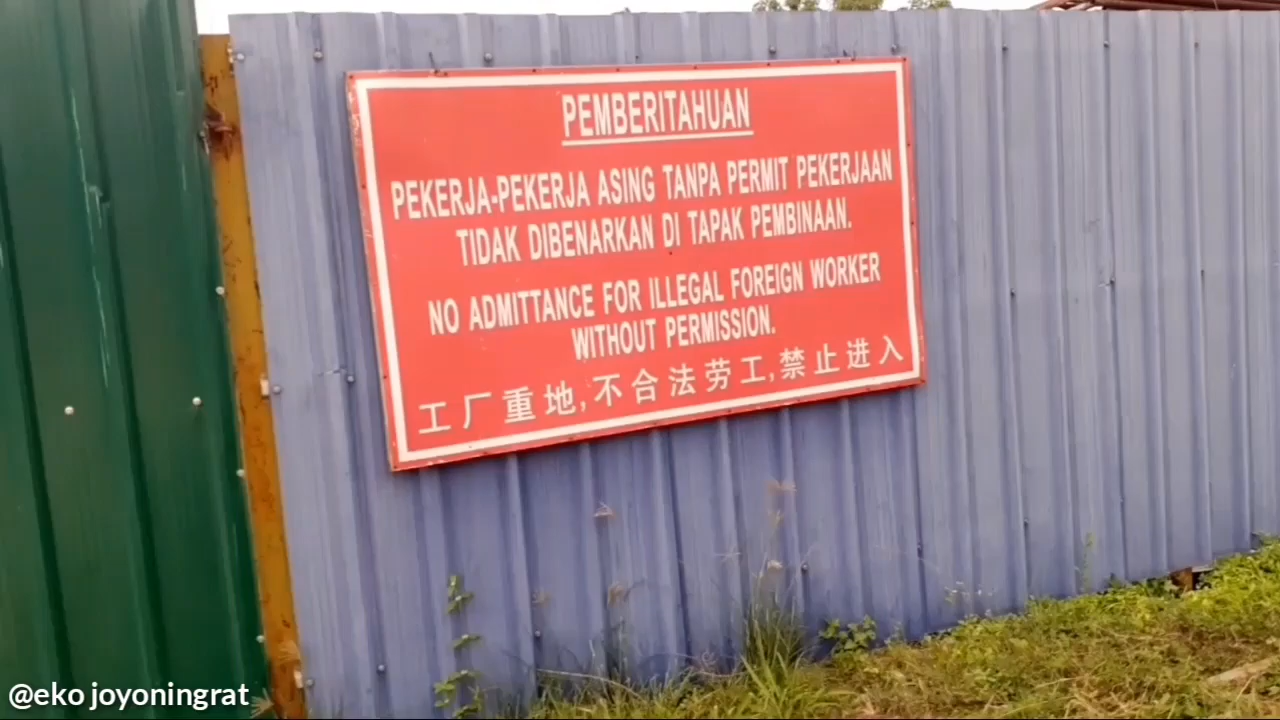 PEMBERITAHUAN
PEKERJA-PEKERJA ASING TANPA PERMIT PEKERJAAN
TIDAK DIBENARKAN DI TAPAK PEMBINAAN.
NO ADMITTANCE FOR ILLEGAL FOREIGN WORKER
WITHOUT PERMISSION.
工厂重地,不合法劳工,禁止进入
@eko joyoningrat